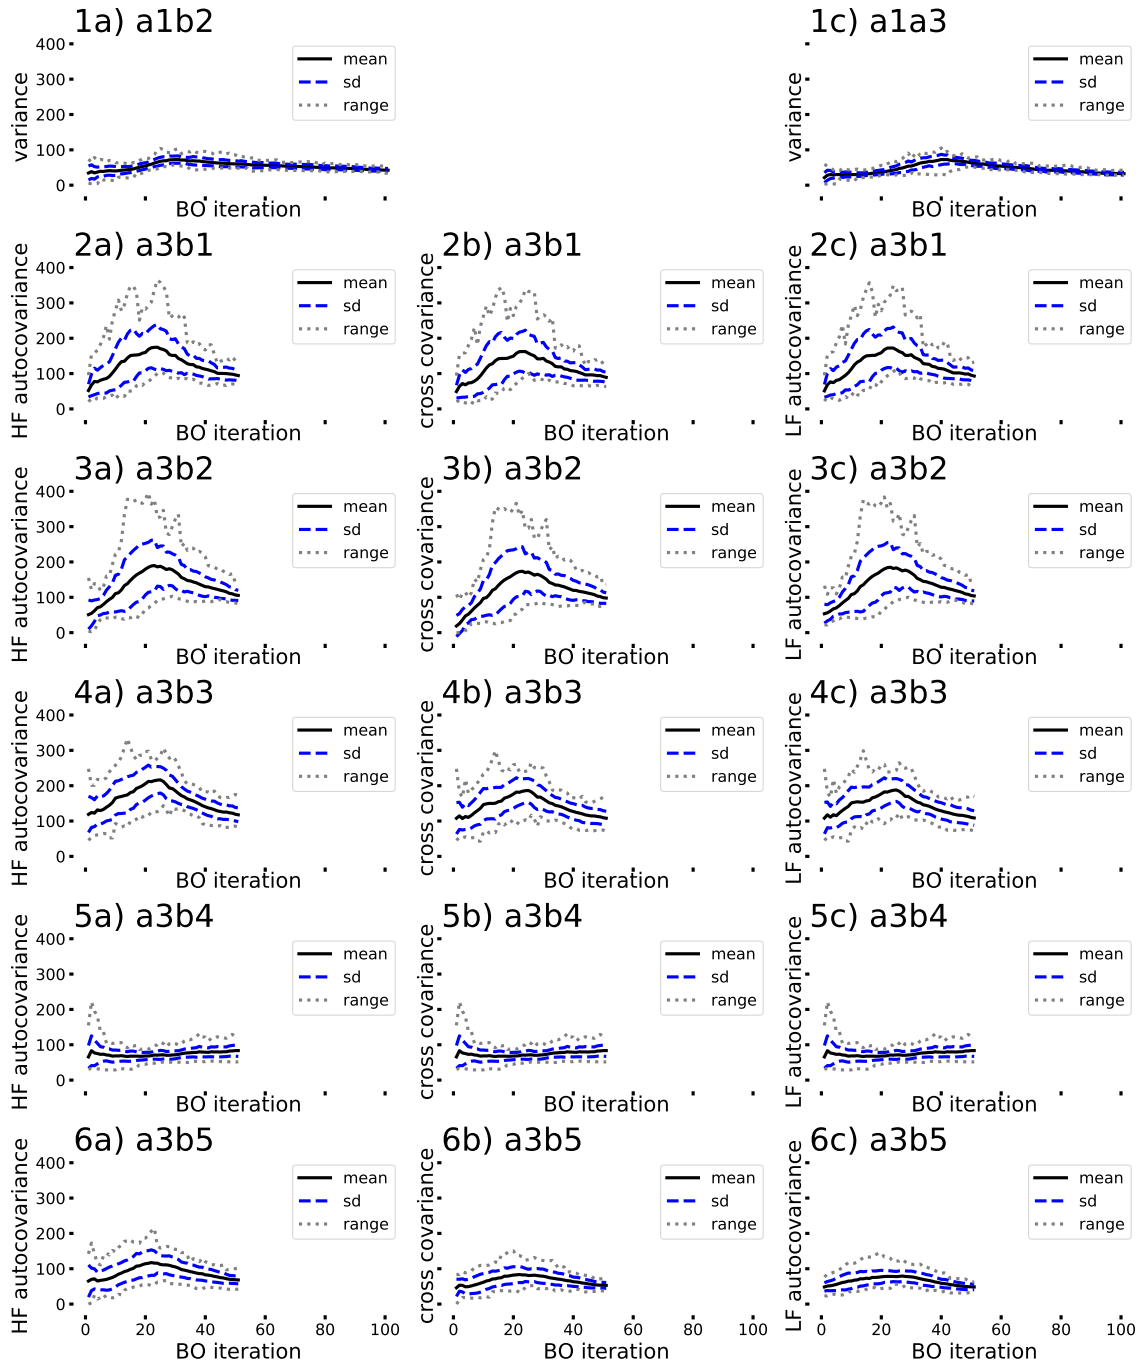 1a) a1b2
1c) a1a3
variance
400
300
200
100
0
mean
sd
range
BO iteration
variance
mean
sd
range
BO iteration
2a) a3b1
2b) a3b1
2c) a3b1
HF autocovariance
400
300
200
100
0
mean
sd
range
BO iteration
cross covariance
mean
sd
range
BO iteration
LF autocovariance
mean
sd
range
BO iteration
3a) a3b2
3b) a3b2
3c) a3b2
HF autocovariance
400
300
200
100
0
mean
sd
range
BO iteration
cross covariance
mean
sd
range
BO iteration
LF autocovariance
mean
sd
range
BO iteration
4a) a3b3
4b) a3b3
4c) a3b3
HF autocovariance
400
300
200
100
0
mean
sd
range
BO iteration
cross covariance
mean
sd
range
BO iteration
LF autocovariance
mean
sd
range
BO iteration
5a) a3b4
5b) a3b4
5c) a3b4
HF autocovariance
400
300
200
100
0
mean
sd
range
BO iteration
cross covariance
mean
sd
range
BO iteration
LF autocovariance
mean
sd
range
BO iteration
6a) a3b5
6b) a3b5
6c) a3b5
HF autocovariance
400
300
200
100
0
mean
sd
range
0 20 40 60 80 100
BO iteration
cross covariance
mean
sd
range
0 20 40 60 80 100
BO iteration
LF autocovariance
mean
sd
range
0 20 40 60 80 100
BO iteration